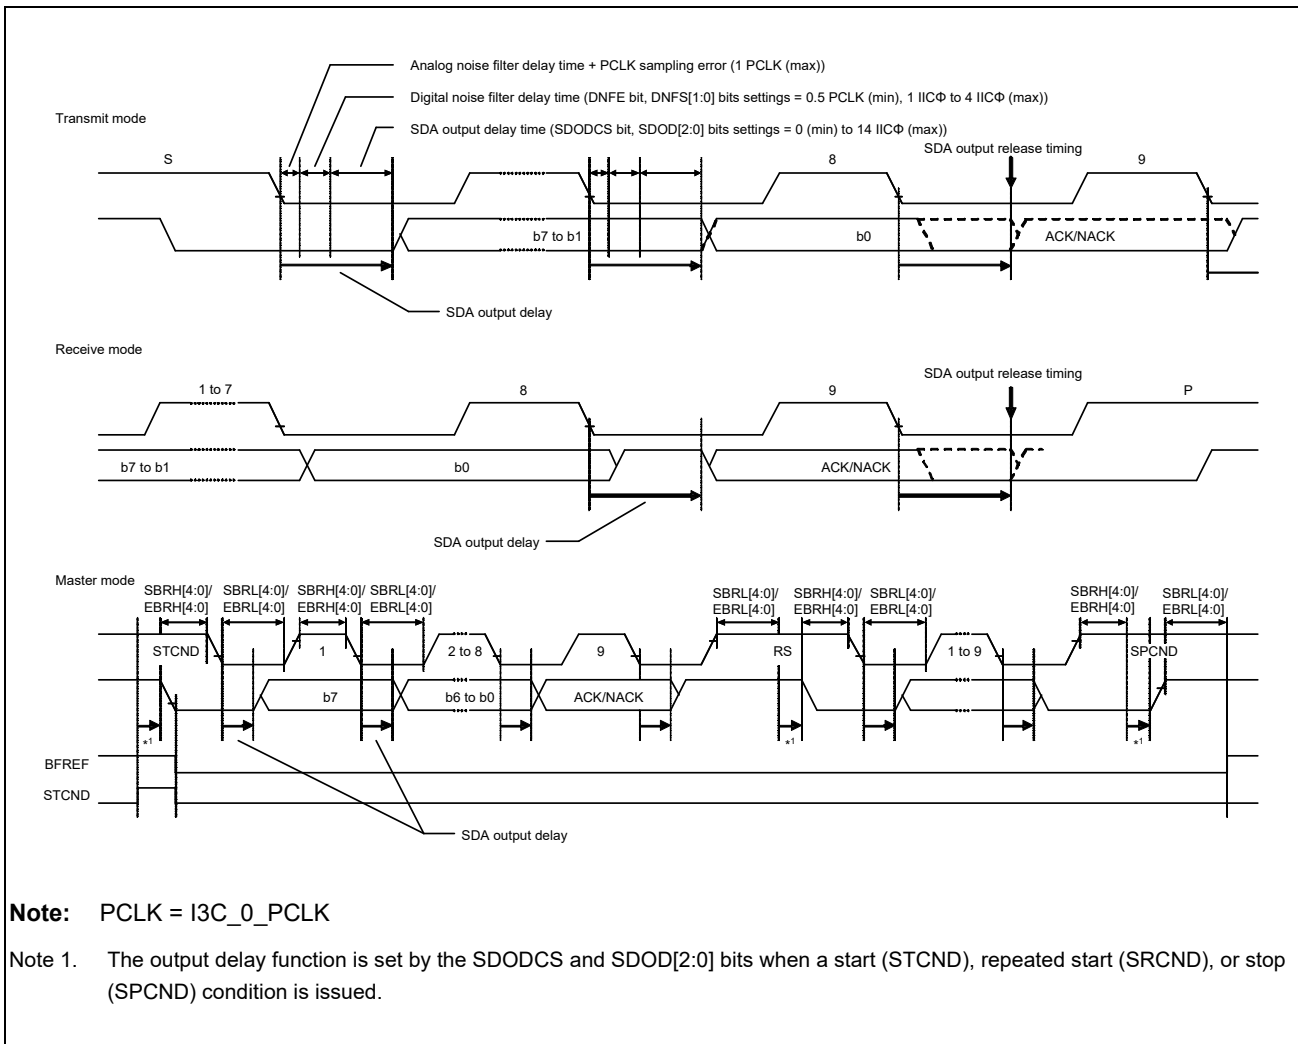 Analog noise filter delay time + PCLK sampling error (1 PCLK (max))
Digital noise filter delay time (DNFE bit, DNFS[1:0] bits settings = 0.5 PCLK (min), 1 IICΦ to 4 IICΦ (max))
Transmit mode
SDA output delay time (SDODCS bit, SDOD[2:0] bits settings = 0 (min) to 14 IICΦ (max))
SDA output release timing
S
8
9
b7 to b1
b0
ACK/NACK
SDA output delay
Receive mode
SDA output release timing
1 to 7
8
9
P
b7 to b1
b0
ACK/NACK
SDA output delay
Master mode
SBRH[4:0]/
EBRH[4:0]
SBRL[4:0]/
EBRL[4:0]
SBRH[4:0]/
EBRH[4:0]
SBRL[4:0]/
EBRL[4:0]
SBRL[4:0]/
EBRL[4:0]
SBRH[4:0]/
EBRH[4:0]
SBRL[4:0]/
EBRL[4:0]
SBRH[4:0]/
EBRH[4:0]
SBRL[4:0]/
EBRL[4:0]
STCND
1
2 to 8
9
RS
1 to 9
SPCND
b7
b6 to b0
ACK/NACK
*1
*1
*1
BFREF
STCND
SDA output delay
Note: PCLK = I3C_0_PCLK
Note 1. The output delay function is set by the SDODCS and SDOD[2:0] bits when a start (STCND), repeated start (SRCND), or stop
(SPCND) condition is issued.